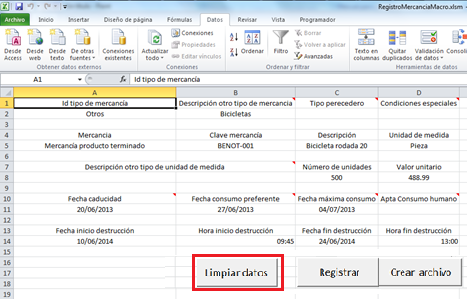 RegistroMercanciaMacro.xlsm
Archivo Inicio Insertar Diseño de página Fórmulas Datos Revisar Vista Programador
Desde Access Desde web Desde texto De otras fuentes Conexiones existentes
Actualizar todo Conexiones Propiedades Editar vínculos
Ordenar Filtro Borrar Volver a aplicar Avanzadas
Texto en columnas Quitar duplicados
Obtener datos externos Conexiones Ordenar y filtrar Herramientas de datos
A1 fx Id tipo de mercancía
A B C D
1 Id tipo de mercancía Descripción otro tipo de mercancia Tipo perecedero Condiciones especiales
2 Otros Bicicletas
3
4 Mercancia Clave mercancía Descripción Unidad de medida
5 Mercancía producto terminado BENOT-001 Bicicleta rodada 20 Pieza
6
7 Descripción otro tipo de unidad de medida Número de unidades Valor unitario
8 500 488.99
9
10 Fecha caducidad Fecha consumo preferente Fecha máxima consumo Apta Consumo humano
11 20/06/2013 27/06/2013 04/07/2013
12
13 Fecha inicio destrucción Hora inicio destrucción Fecha fin destrucción Hora fin destrucción
14 10/06/2014 09:45 24/06/2014 13:00
15
16
17 Limpiar datos Registrar Crear archivo
18